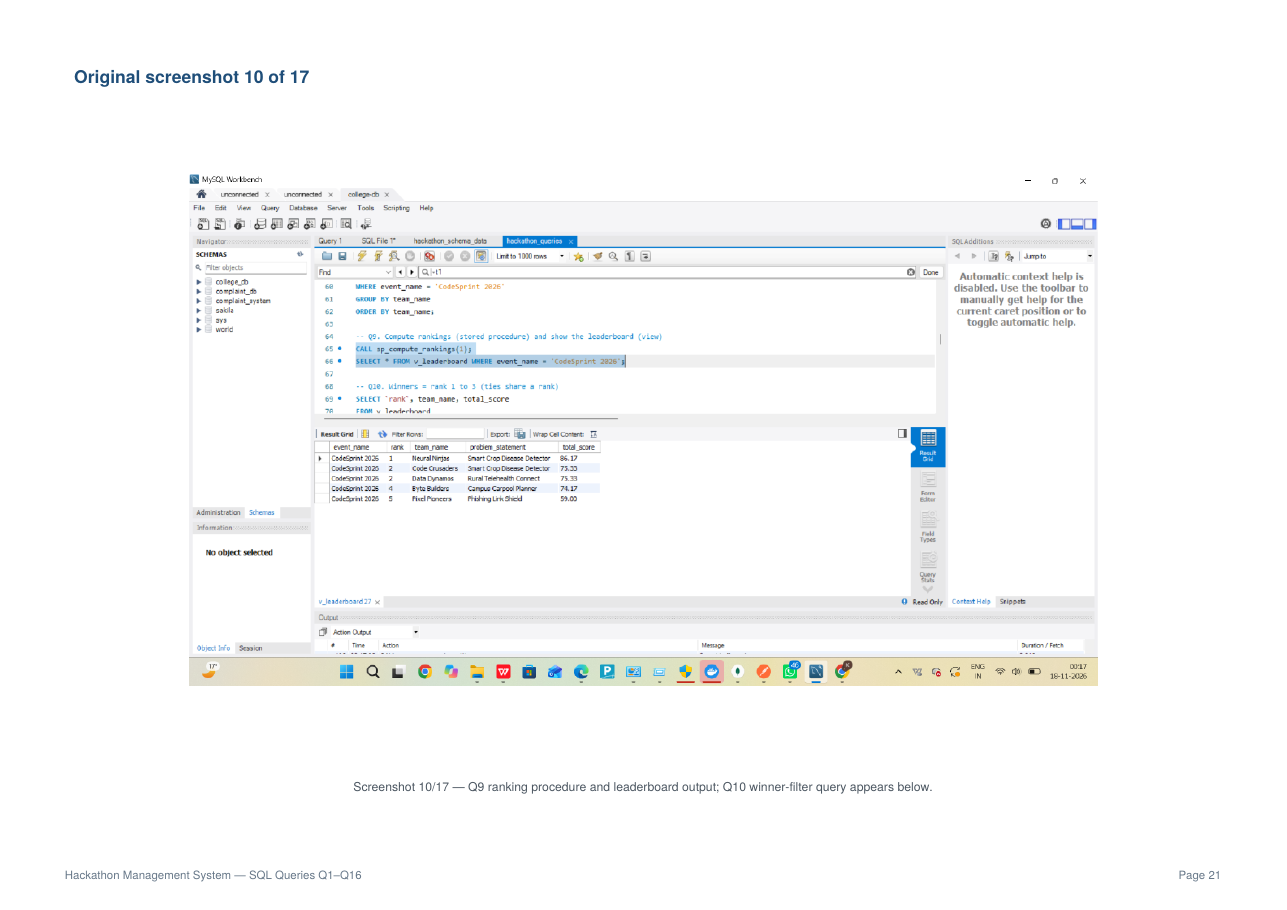 Original screenshot 10 of 17
MySQL Workbench
unconnected x unconnected x college-db x
File Edit View Query Database Server Tools Scripting Help
Navigator
SCHEMAS
Filter objects
college_db
complaint_db
complaint_system
sakila
sys
world
Administration Schemas
Information
No object selected
Object Info Session
Query 1 SQL File 1* hackathon_schema_data hackathon_queries x
Limit to 1000 rows
Find Done
60 WHERE event_name = 'CodeSprint 2026'
61 GROUP BY team_name
62 ORDER BY team_name;
63
64 -- Q9. Compute rankings (stored procedure) and show the leaderboard (view)
65 CALL sp_compute_rankings(1);
66 SELECT * FROM v_leaderboard WHERE event_name = 'CodeSprint 2026';
67
68 -- Q10. Winners = rank 1 to 3 (ties share a rank)
69 SELECT `rank`, team_name, total_score
70 FROM v_leaderboard
Result Grid Filter Rows: Export: Wrap Cell Content:
event_name rank team_name problem_statement total_score
CodeSprint 2026 1 Neural Ninjas Smart Crop Disease Detector 86.17
CodeSprint 2026 2 Code Crusaders Smart Crop Disease Detector 75.33
CodeSprint 2026 2 Data Dynamos Rural Telehealth Connect 75.33
CodeSprint 2026 4 Byte Builders Campus Carpool Planner 74.17
CodeSprint 2026 5 Pixel Pioneers Phishing Link Shield 59.00
Result
Grid
Form
Editor
Field
Types
Query
Stats
v_leaderboard 27 x Read Only
Output
Action Output
# Time Action Message Duration / Fetch
SQL Additions
Jump to
Automatic context help is
disabled. Use the toolbar to
manually get help for the
current caret position or to
toggle automatic help.
Context Help Snippets
17°
ENG
IN
00:17
18-11-2026
Screenshot 10/17 — Q9 ranking procedure and leaderboard output; Q10 winner-filter query appears below.
Hackathon Management System — SQL Queries Q1–Q16
Page 21